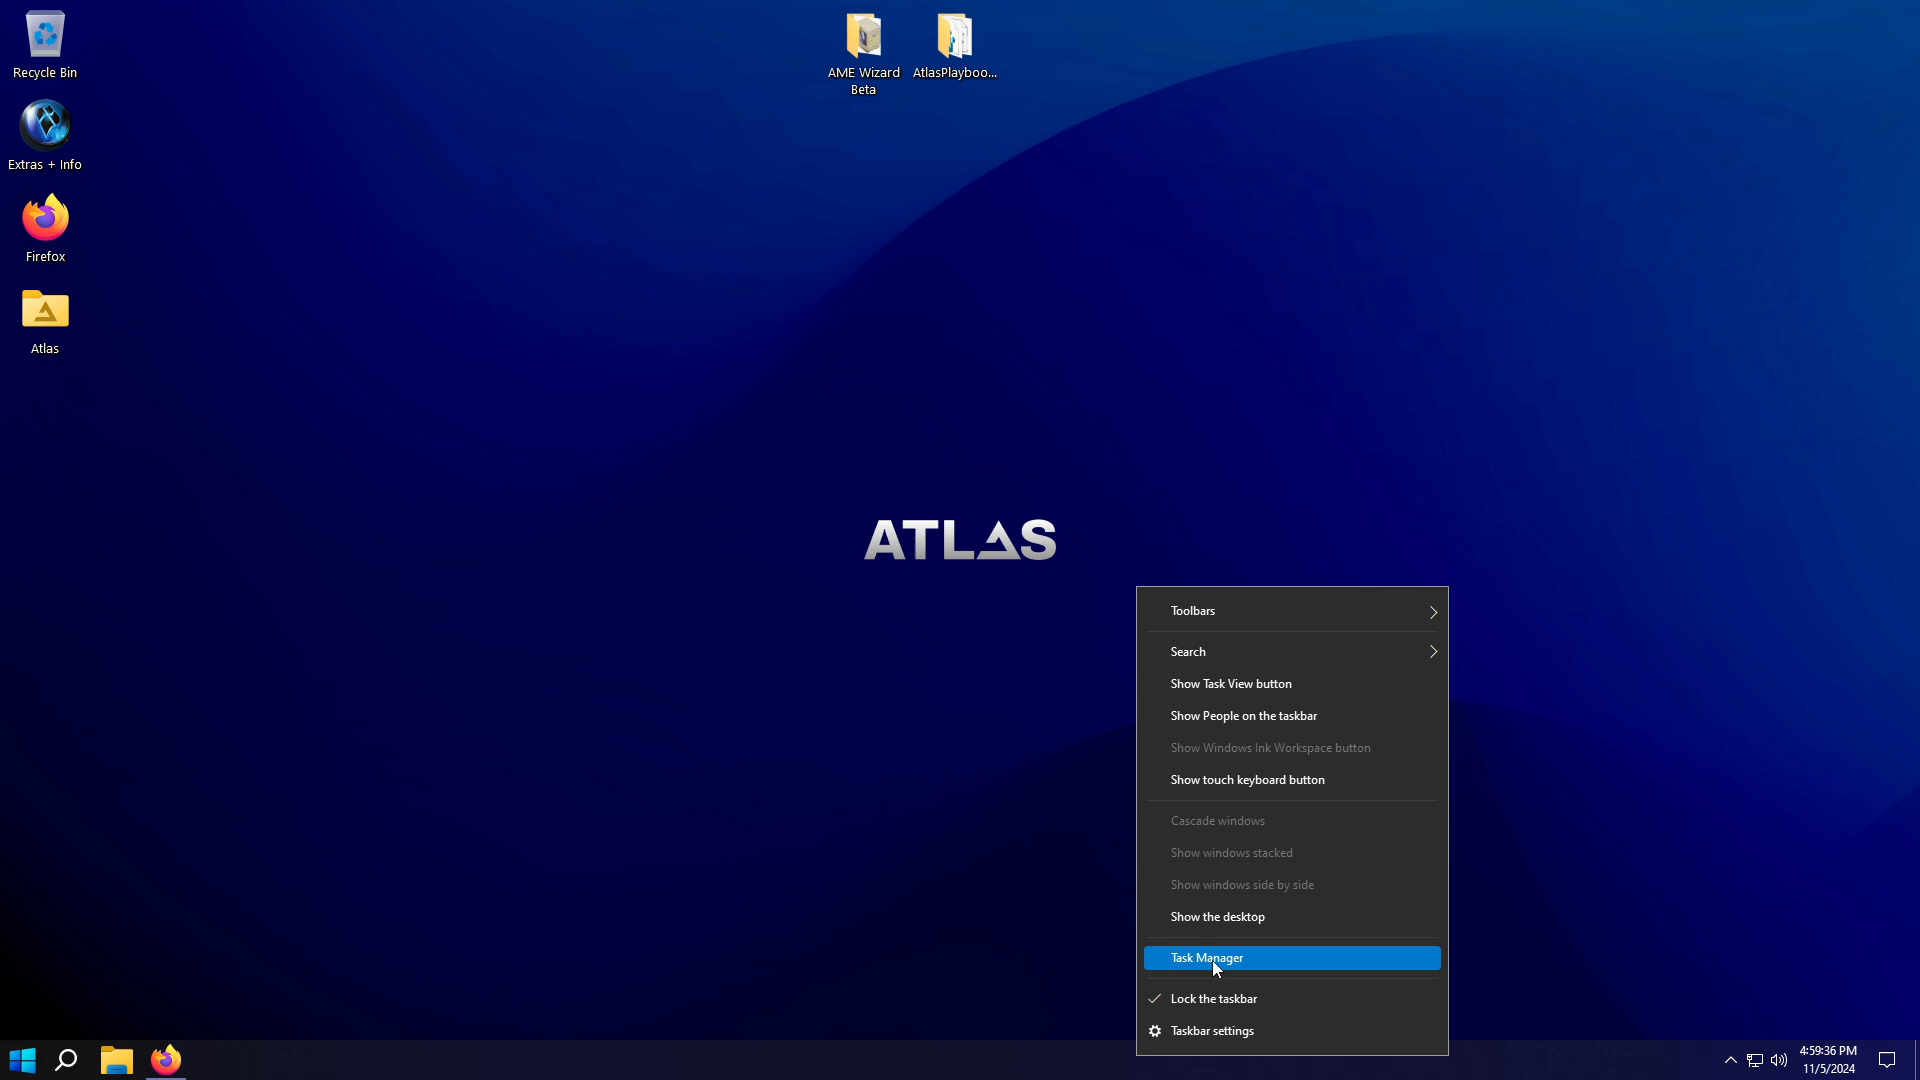 Recycle Bin
Extras + Info
Firefox
Atlas
AME Wizard
Beta
AtlasPlayboo...
ATLAS
Toolbars
Search
Show Task View button
Show People on the taskbar
Show Windows Ink Workspace button
Show touch keyboard button
Cascade windows
Show windows stacked
Show windows side by side
Show the desktop
Task Manager
Lock the taskbar
Taskbar settings
4:59:36 PM
11/5/2024